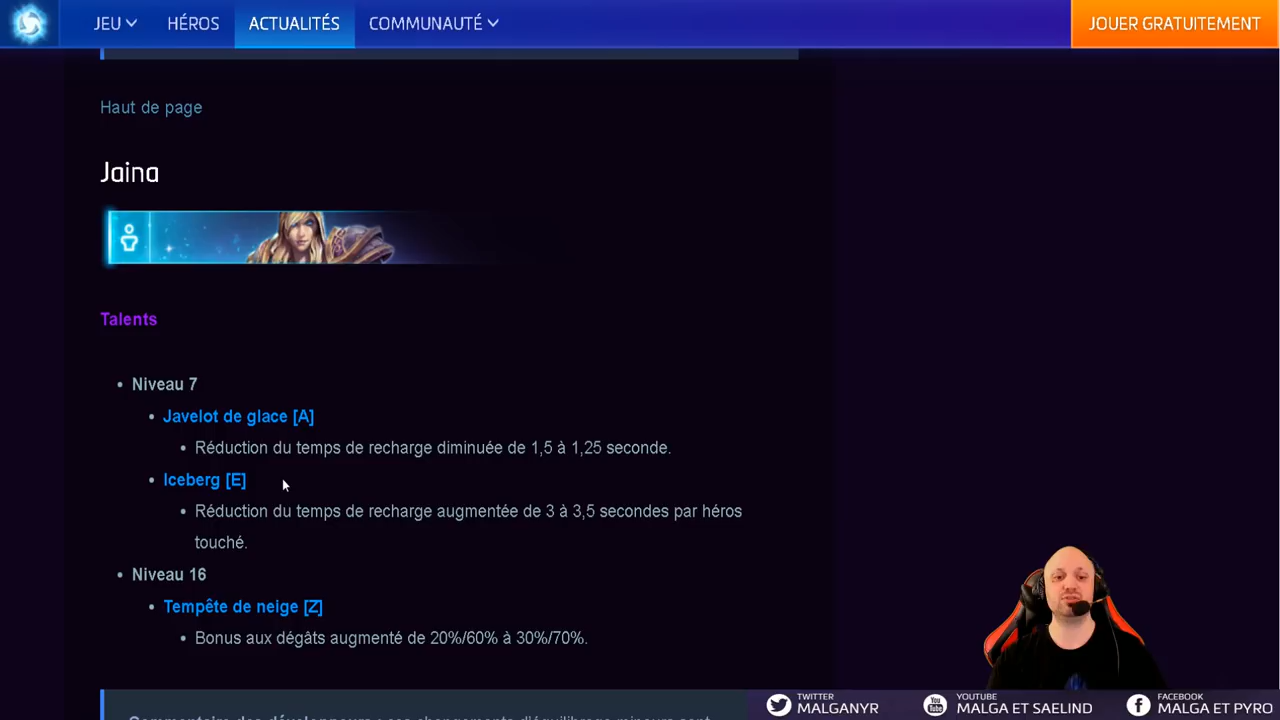 JEU HÉROS ACTUALITÉS COMMUNAUTÉ JOUER GRATUITEMENT
Haut de page
Jaina
Talents
• Niveau 7
• Javelot de glace [A]
• Réduction du temps de recharge diminuée de 1,5 à 1,25 seconde.
• Iceberg [E]
• Réduction du temps de recharge augmentée de 3 à 3,5 secondes par héros
touché.
• Niveau 16
• Tempête de neige [Z]
• Bonus aux dégâts augmenté de 20%/60% à 30%/70%.
TWITTER
MALGANYR
YOUTUBE
MALGA ET SAELIND
FACEBOOK
MALGA ET PYRO